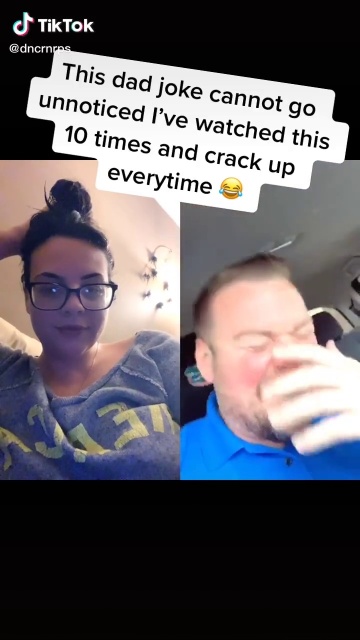 TikTok
@dncrnrps
This dad joke cannot go
unnoticed I've watched this
10 times and crack up
everytime 😂